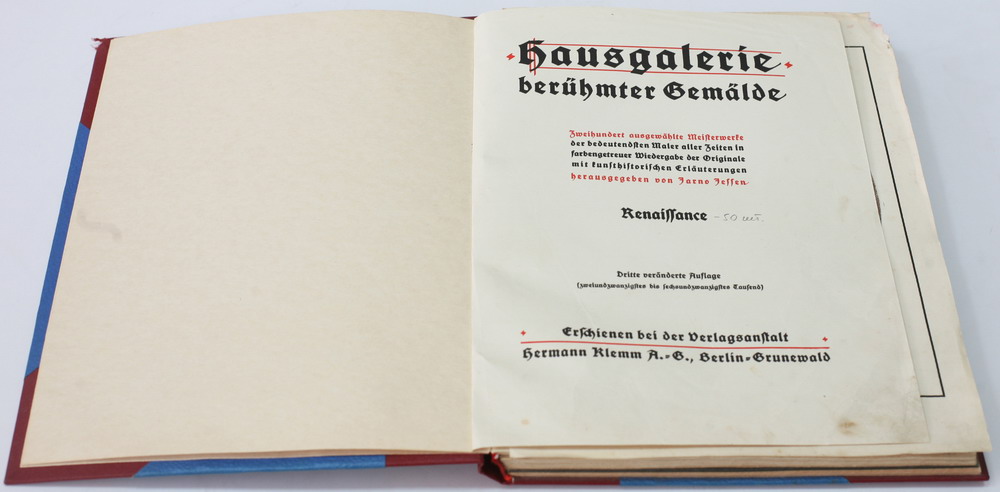 Hausgalerie
berühmter Gemälde
Zweihundert ausgewählte Meisterwerke
der bedeutendsten Maler aller Zeiten in
farbengetreuer Wiedergabe der Originale
mit kunsthistorischen Erläuterungen
herausgegeben von Jarno Jessen
Renaissance - 50 
Dritte veränderte Auflage
(zweiundzwanzigstes bis sechsundzwanzigstes Tausend)
Erschienen bei der Verlagsanstalt
Hermann Klemm A.-G., Berlin-Grunewald